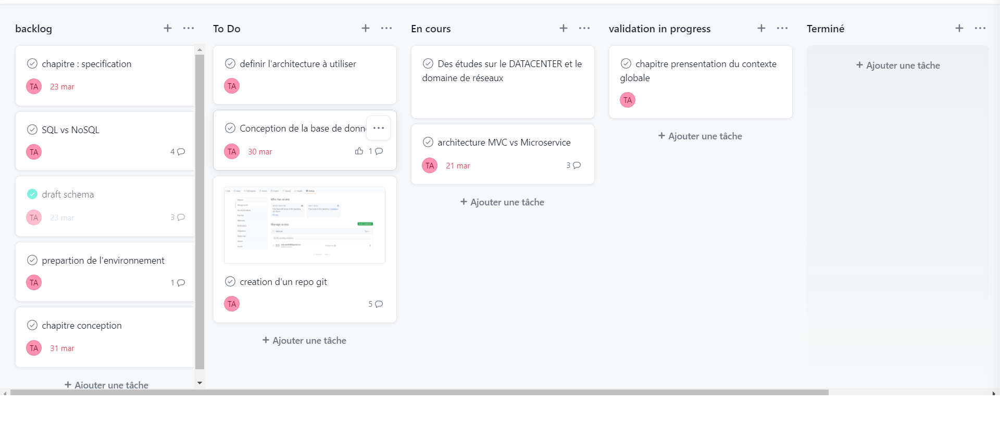 backlog
To Do
En cours
validation in progress
Terminé
chapitre : specification
TA 23 mar
SQL vs NoSQL
TA 4
draft schema
TA 23 mar 3
prepartion de l'environnement
TA 1
chapitre conception
TA 31 mar
+ Ajouter une tâche
definir l'architecture à utiliser
TA
Conception de la base de donn
TA 30 mar 1
Who has access
Manage access
creation d'un repo git
TA 5
+ Ajouter une tâche
Des études sur le DATACENTER et le
domaine de réseaux
architecture MVC vs Microservice
TA 21 mar 3
+ Ajouter une tâche
chapitre prensentation du contexte
globale
TA
+ Ajouter une tâche
+ Ajouter une tâche